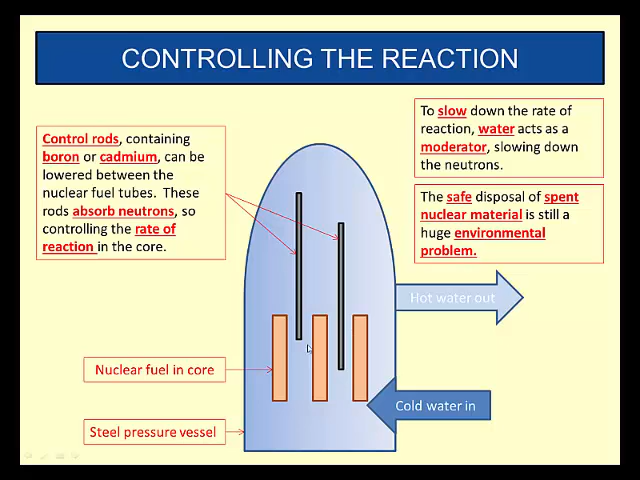 CONTROLLING THE REACTION
Control rods, containing
boron or cadmium, can be
lowered between the
nuclear fuel tubes. These
rods absorb neutrons, so
controlling the rate of
reaction in the core.
To slow down the rate of
reaction, water acts as a
moderator, slowing down
the neutrons.
The safe disposal of spent
nuclear material is still a
huge environmental
problem.
Hot water out
Nuclear fuel in core
Cold water in
Steel pressure vessel